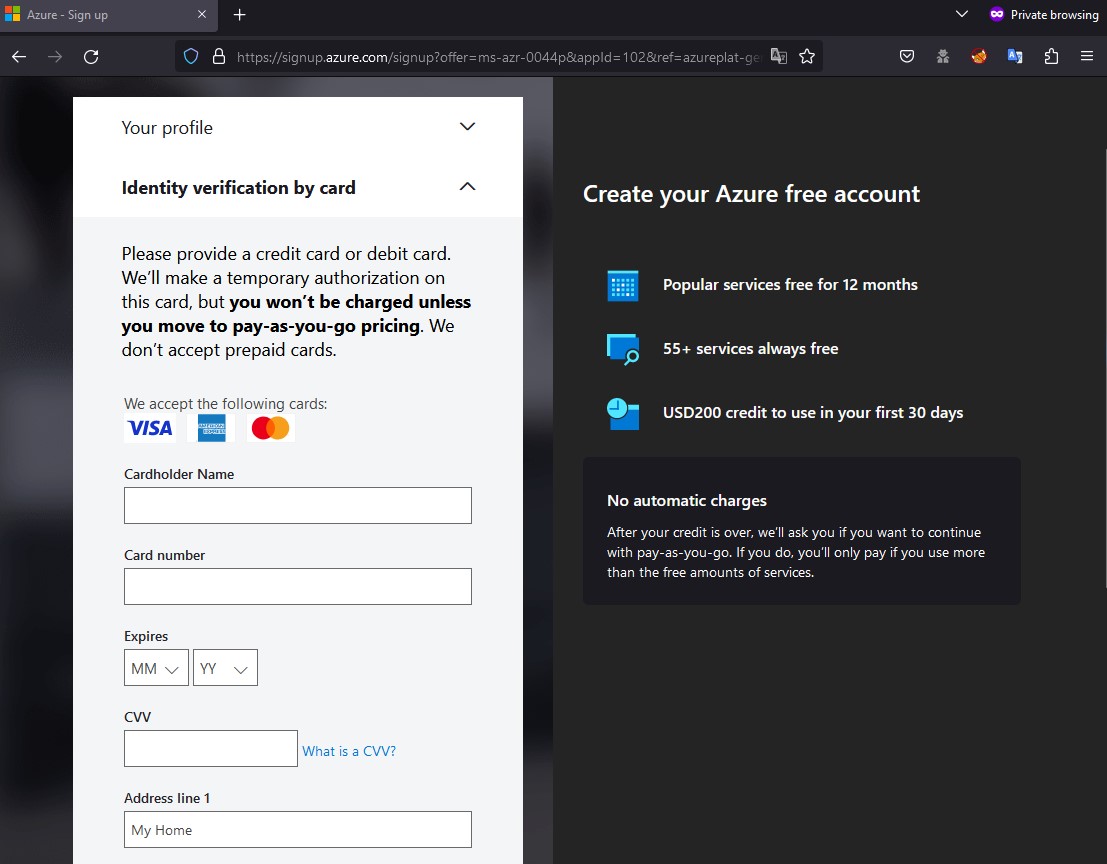 Azure - Sign up
Private browsing
https://signup.azure.com/signup?offer=ms-azr-0044p&appId=102&ref=azureplat-ge
Your profile
Identity verification by card
Please provide a credit card or debit card.
We’ll make a temporary authorization on
this card, but you won’t be charged unless
you move to pay-as-you-go pricing. We
don’t accept prepaid cards.
We accept the following cards:
VISA
AMERICAN EXPRESS
Cardholder Name
Card number
Expires
MM YY
CVV
What is a CVV?
Address line 1
My Home
Create your Azure free account
Popular services free for 12 months
55+ services always free
USD200 credit to use in your first 30 days
No automatic charges
After your credit is over, we’ll ask you if you want to continue
with pay-as-you-go. If you do, you’ll only pay if you use more
than the free amounts of services.